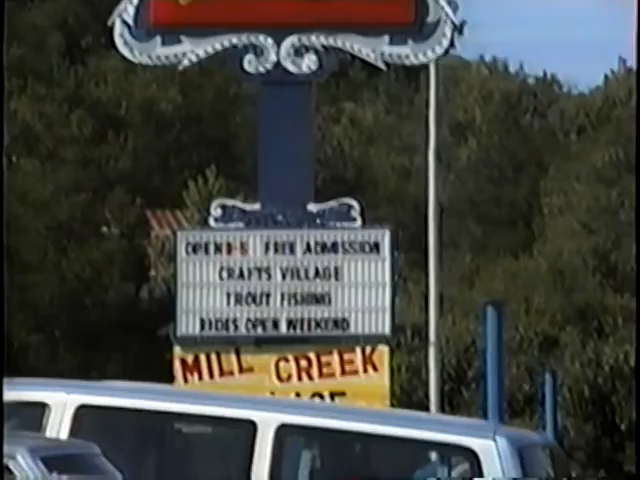 OPEN 9-5 FREE ADMISSION
CRAFTS VILLAGE
TROUT FISHING
RIDES OPEN WEEKEND
MILL CREEK